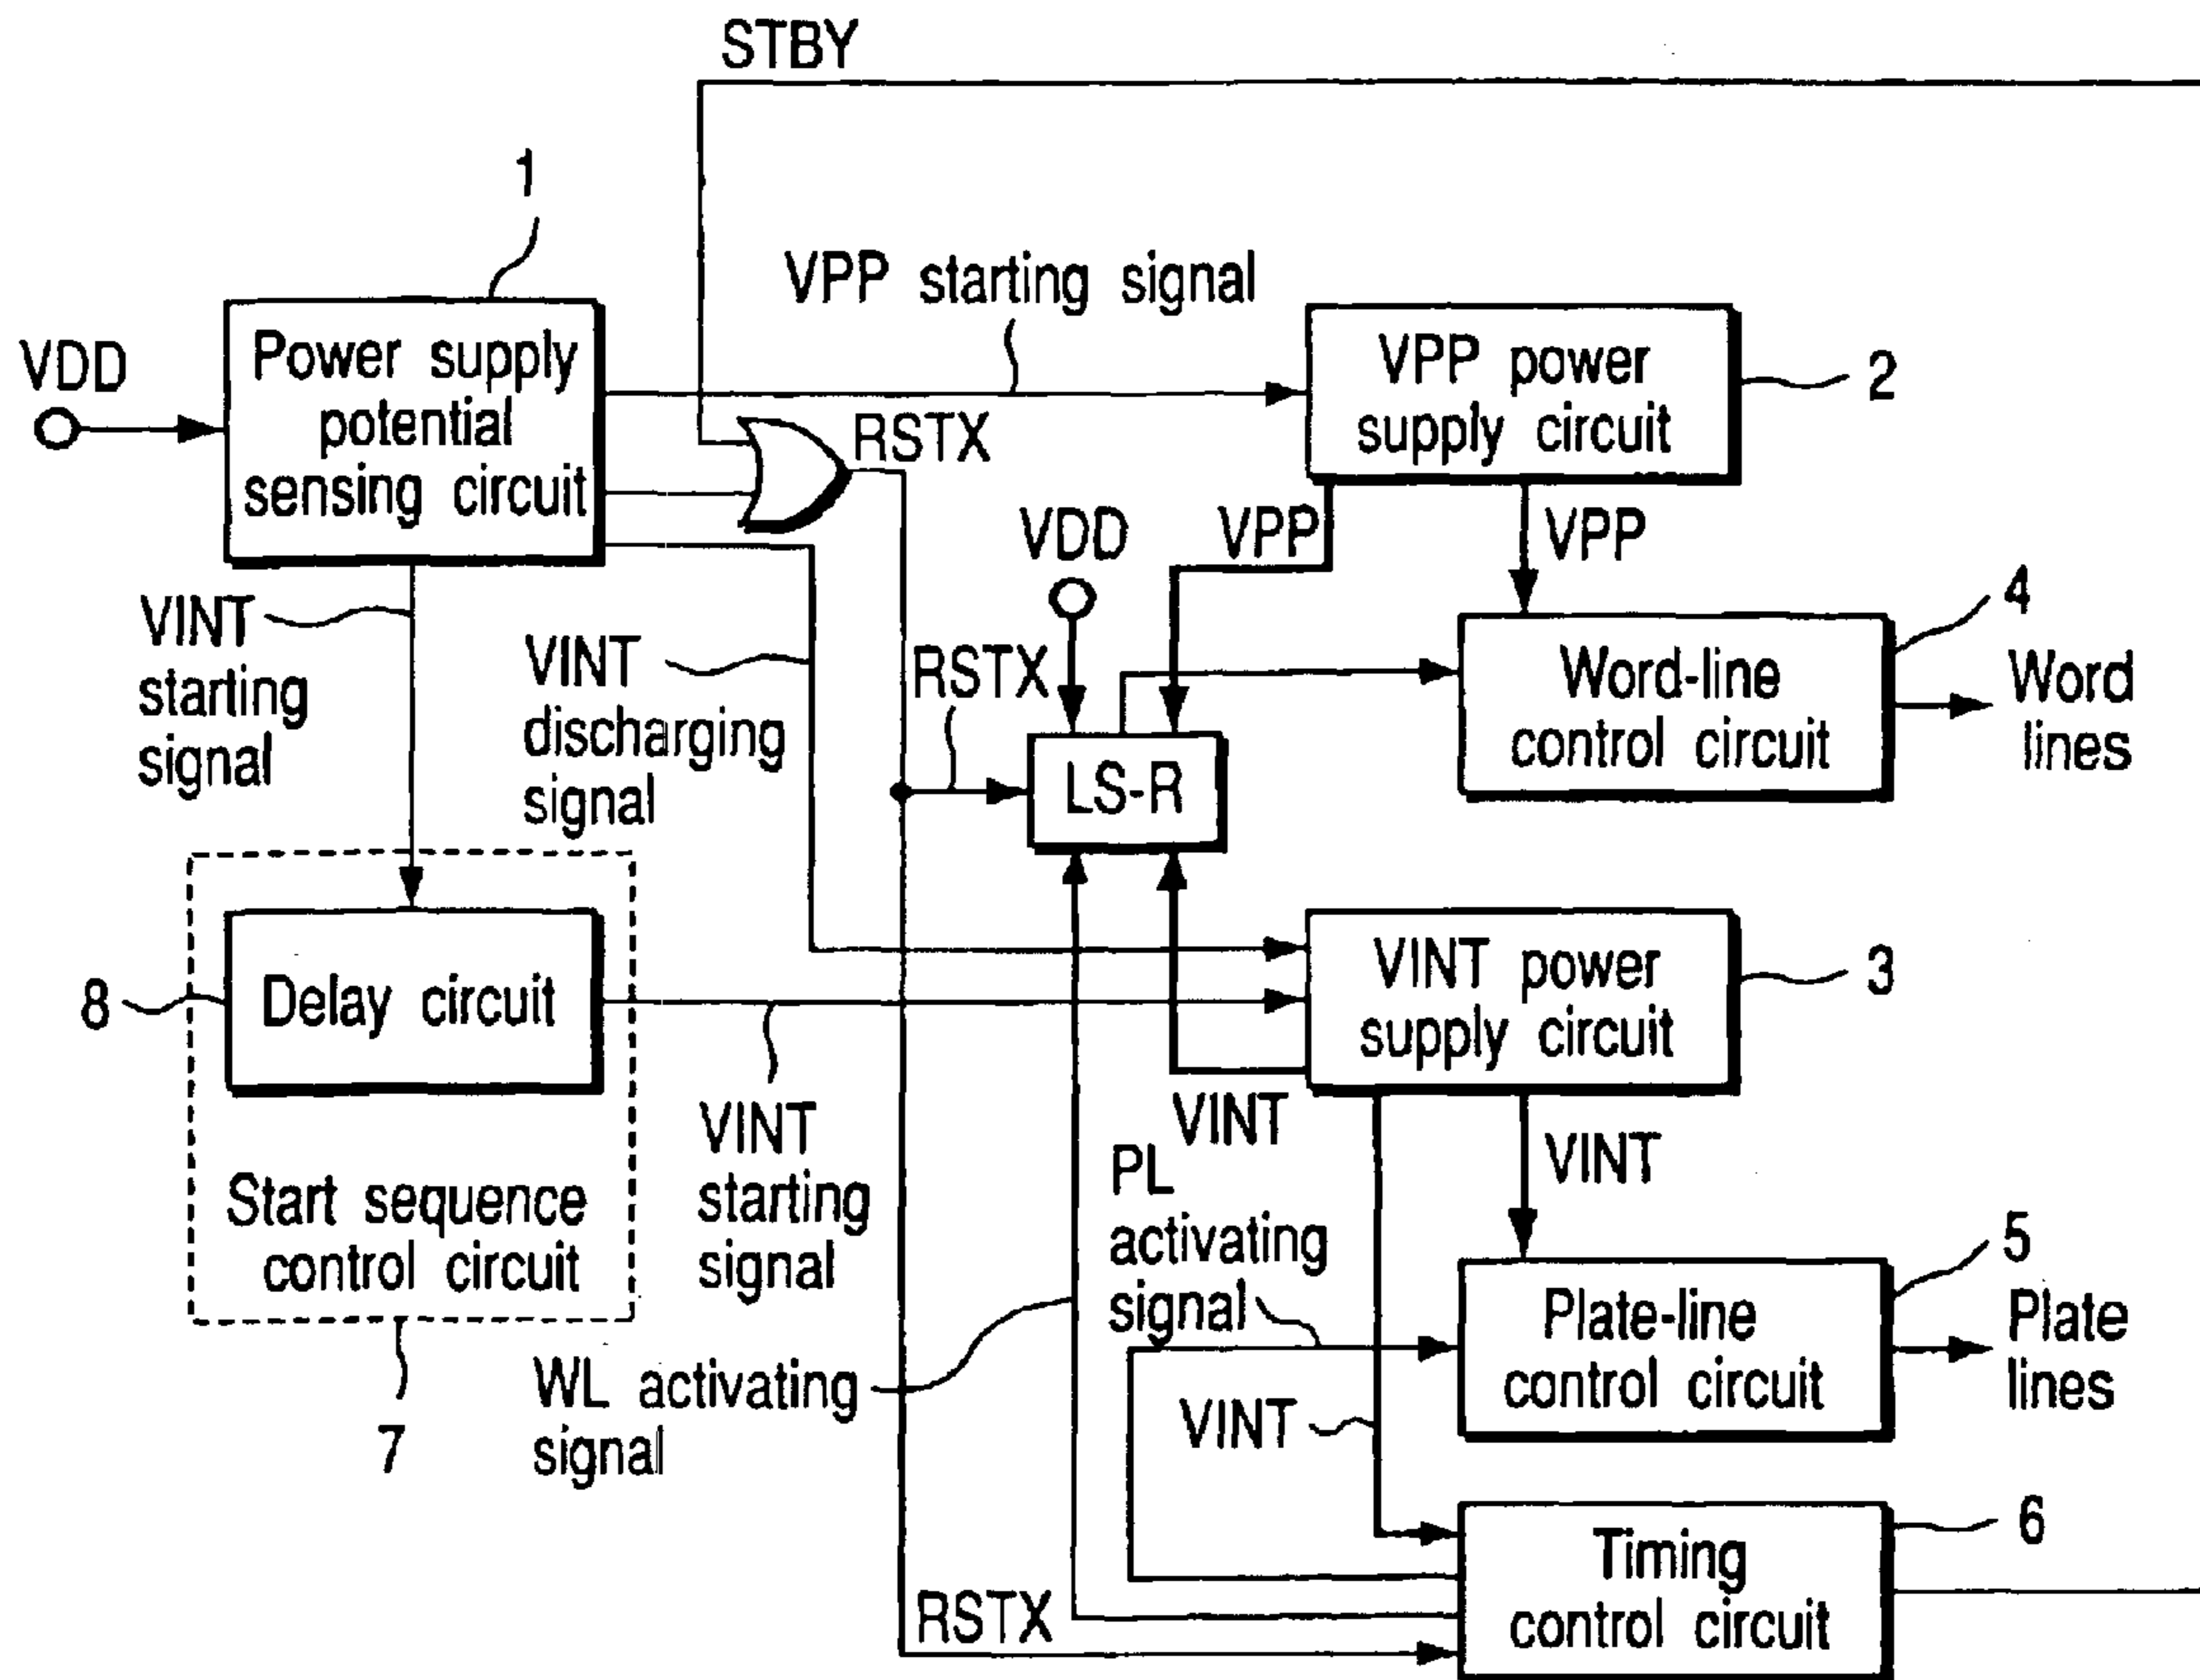 STBY
1
VPP starting signal
VDD
Power supply
potential
sensing circuit
RSTX
VPP power
supply circuit
2
VDD
VPP
VPP
VINT
starting
signal
VINT
discharging
signal
RSTX
LS-R
4
Word-line
control circuit
Word
lines
8
Delay circuit
VINT power
supply circuit
3
Start sequence
control circuit
7
VINT
starting
signal
VINT
VINT
PL
activating
signal
WL activating
signal
5
Plate-line
control circuit
Plate
lines
VINT
RSTX
Timing
control circuit
6